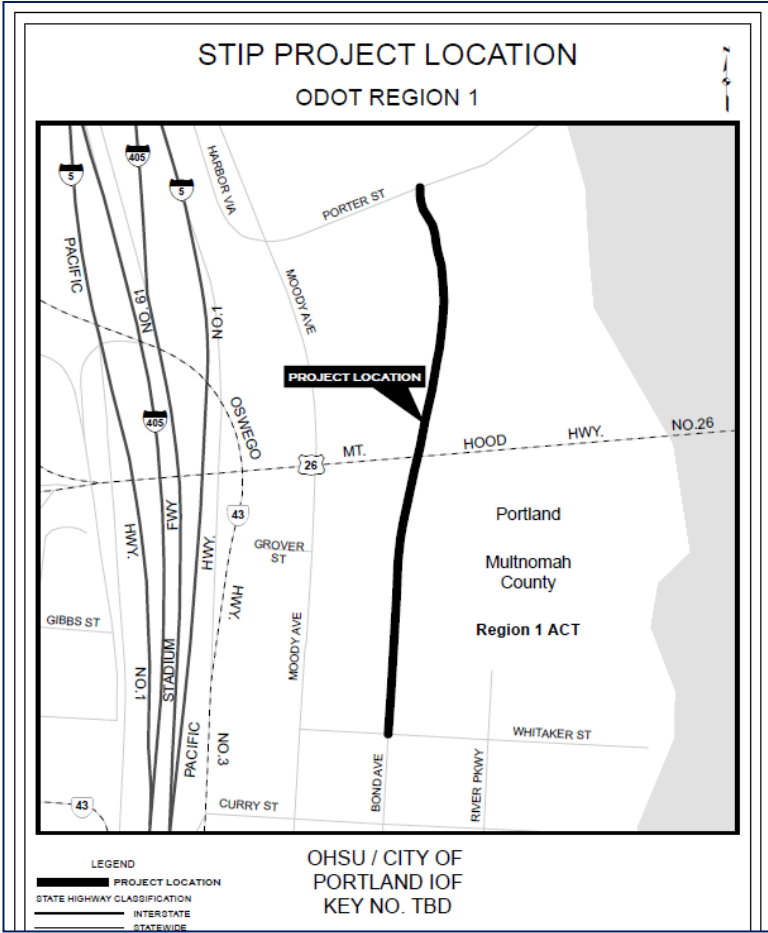 STIP PROJECT LOCATION
ODOT REGION 1
N
5
405
5
HARBOR VIA
PORTER ST
PACIFIC
NO. 61
NO.1
MOODY AVE
PROJECT LOCATION
OSWEGO
405
26
MT.
HOOD
HWY.
NO.26
43
HWY.
FWY
HWY.
GROVER
ST
Portland
Multnomah
County
Region 1 ACT
HWY.
GIBBS ST
MOODY AVE
NO.1
STADIUM
PACIFIC
NO.3
WHITAKER ST
BOND AVE
RIVER PKWY
43
CURRY ST
LEGEND
PROJECT LOCATION
STATE HIGHWAY CLASSIFICATION
INTERSTATE
STATEWIDE
OHSU / CITY OF
PORTLAND IOF
KEY NO. TBD